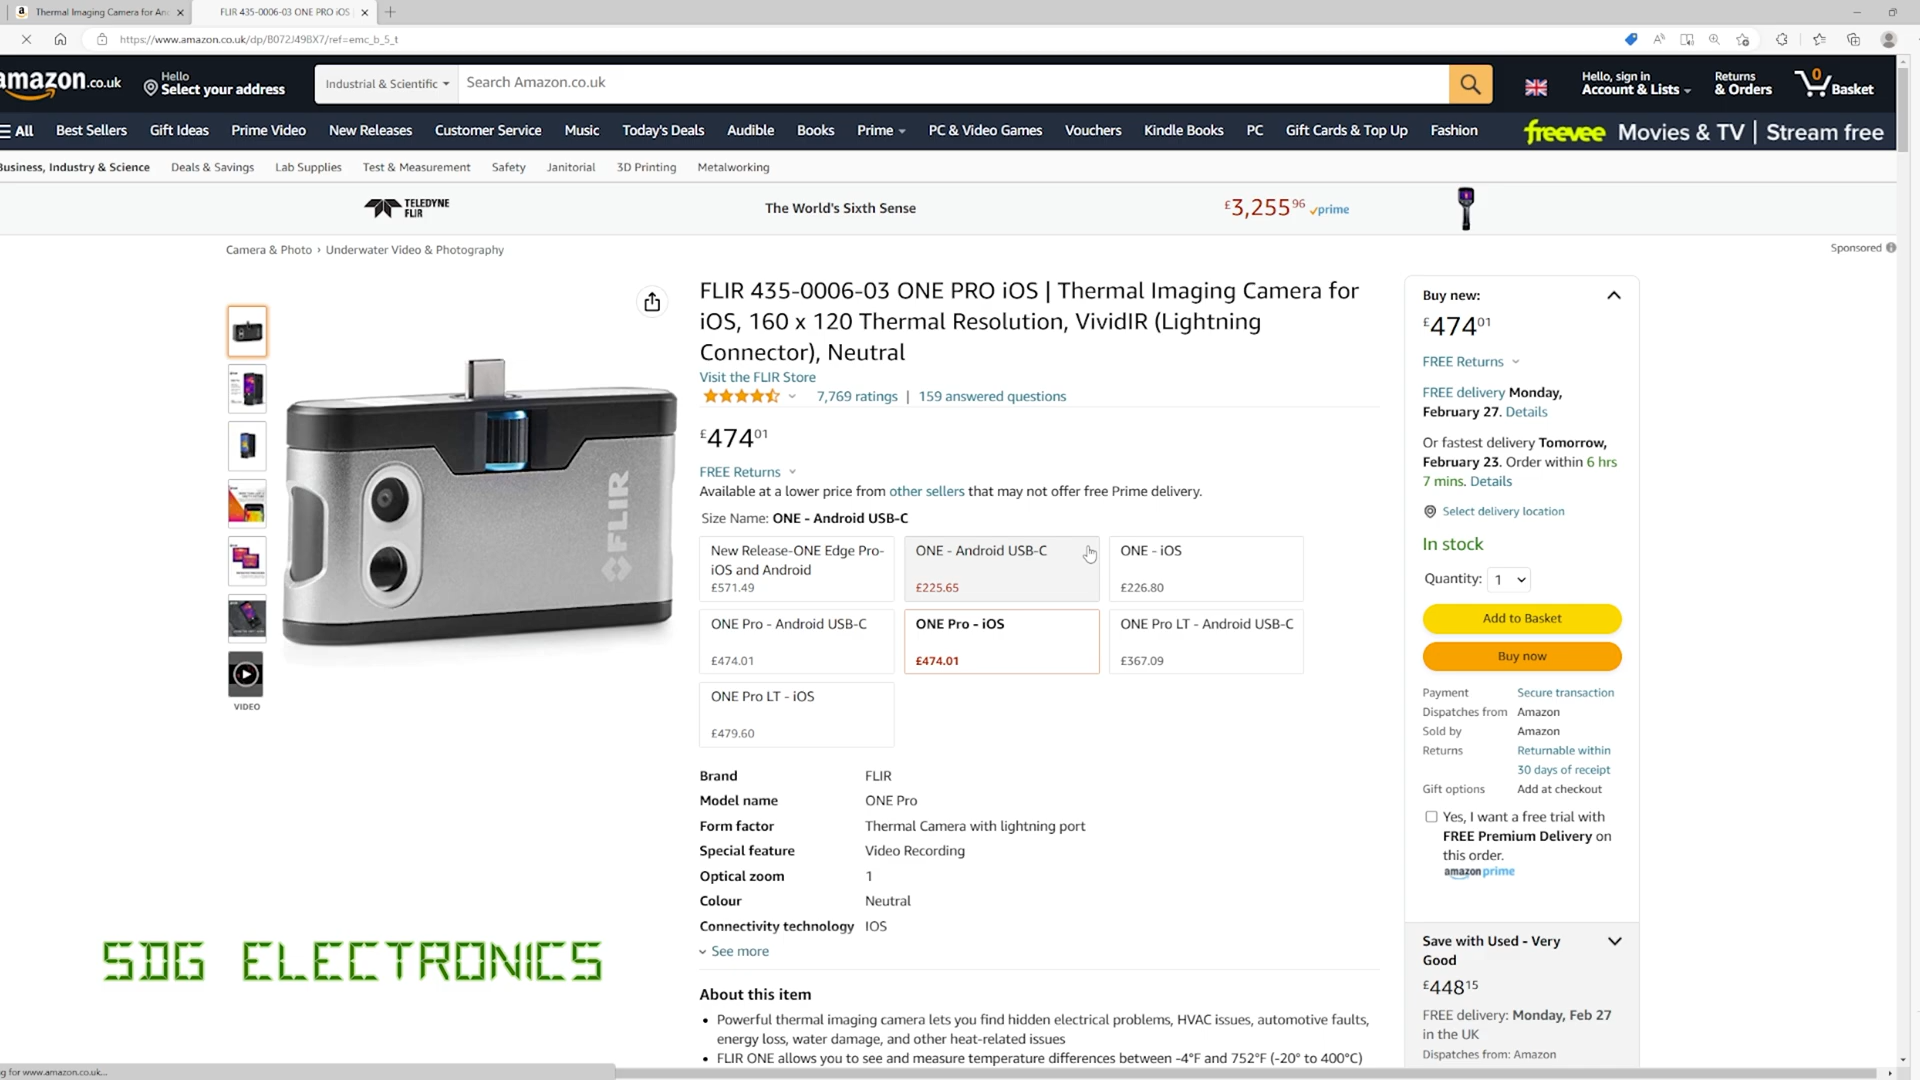 Thermal Imaging Camera for An
FLIR 435-0006-03 ONE PRO iOS
https://www.amazon.co.uk/dp/B072J498X7/ref=emc_b_5_t
amazon.co.uk
Hello
Select your address
Industrial & Scientific
Search Amazon.co.uk
Hello, sign in
Account & Lists
Returns
& Orders
0
Basket
All Best Sellers Gift Ideas Prime Video New Releases Customer Service Music Today's Deals Audible Books Prime PC & Video Games Vouchers Kindle Books PC Gift Cards & Top Up Fashion
freevee Movies & TV | Stream free
Business, Industry & Science Deals & Savings Lab Supplies Test & Measurement Safety Janitorial 3D Printing Metalworking
TELEDYNE
FLIR
The World's Sixth Sense
£3,255.96 prime
Camera & Photo › Underwater Video & Photography
Sponsored
FLIR 435-0006-03 ONE PRO iOS | Thermal Imaging Camera for
iOS, 160 x 120 Thermal Resolution, VividIR (Lightning
Connector), Neutral
Visit the FLIR Store
7,769 ratings | 159 answered questions
£474 01
FREE Returns
Available at a lower price from other sellers that may not offer free Prime delivery.
Size Name: ONE - Android USB-C
New Release-ONE Edge Pro-
iOS and Android
£571.49
ONE - Android USB-C
£225.65
ONE - iOS
£226.80
ONE Pro - Android USB-C
£474.01
ONE Pro - iOS
£474.01
ONE Pro LT - Android USB-C
£367.09
ONE Pro LT - iOS
£479.60
Brand FLIR
Model name ONE Pro
Form factor Thermal Camera with lightning port
Special feature Video Recording
Optical zoom 1
Colour Neutral
Connectivity technology IOS
See more
About this item
• Powerful thermal imaging camera lets you find hidden electrical problems, HVAC issues, automotive faults,
energy loss, water damage, and other heat-related issues
• FLIR ONE allows you to see and measure temperature differences between -4°F and 752°F (-20° to 400°C)
FLIR
VIDEO
SDG ELECTRONICS
Buy new:
£474 01
FREE Returns
FREE delivery Monday,
February 27. Details
Or fastest delivery Tomorrow,
February 23. Order within 6 hrs
7 mins. Details
Select delivery location
In stock
Quantity: 1
Add to Basket
Buy now
Payment Secure transaction
Dispatches from Amazon
Sold by Amazon
Returns Returnable within
30 days of receipt
Gift options Add at checkout
Yes, I want a free trial with
FREE Premium Delivery on
this order.
amazon prime
Save with Used - Very
Good
£448 15
FREE delivery: Monday, Feb 27
in the UK
Dispatches from: Amazon
g for www.amazon.co.uk...